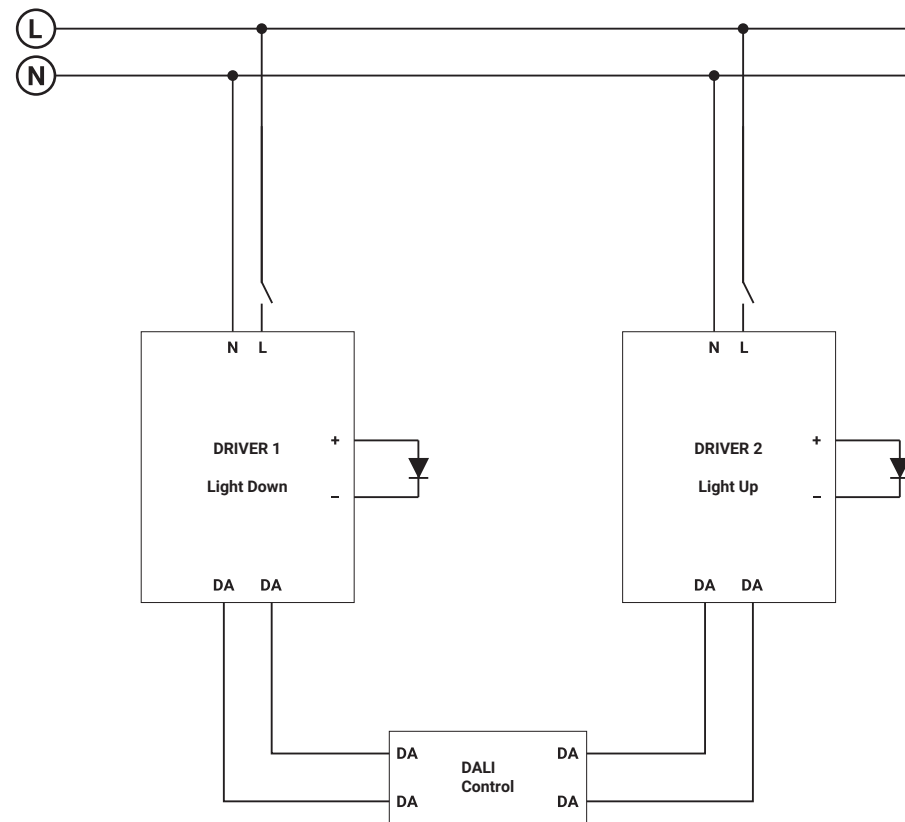 L
N
N L
N L
DRIVER 1
Light Down
+
–
DRIVER 2
Light Up
+
–
DA DA
DA DA
DA
DA
DALI
Control
DA
DA